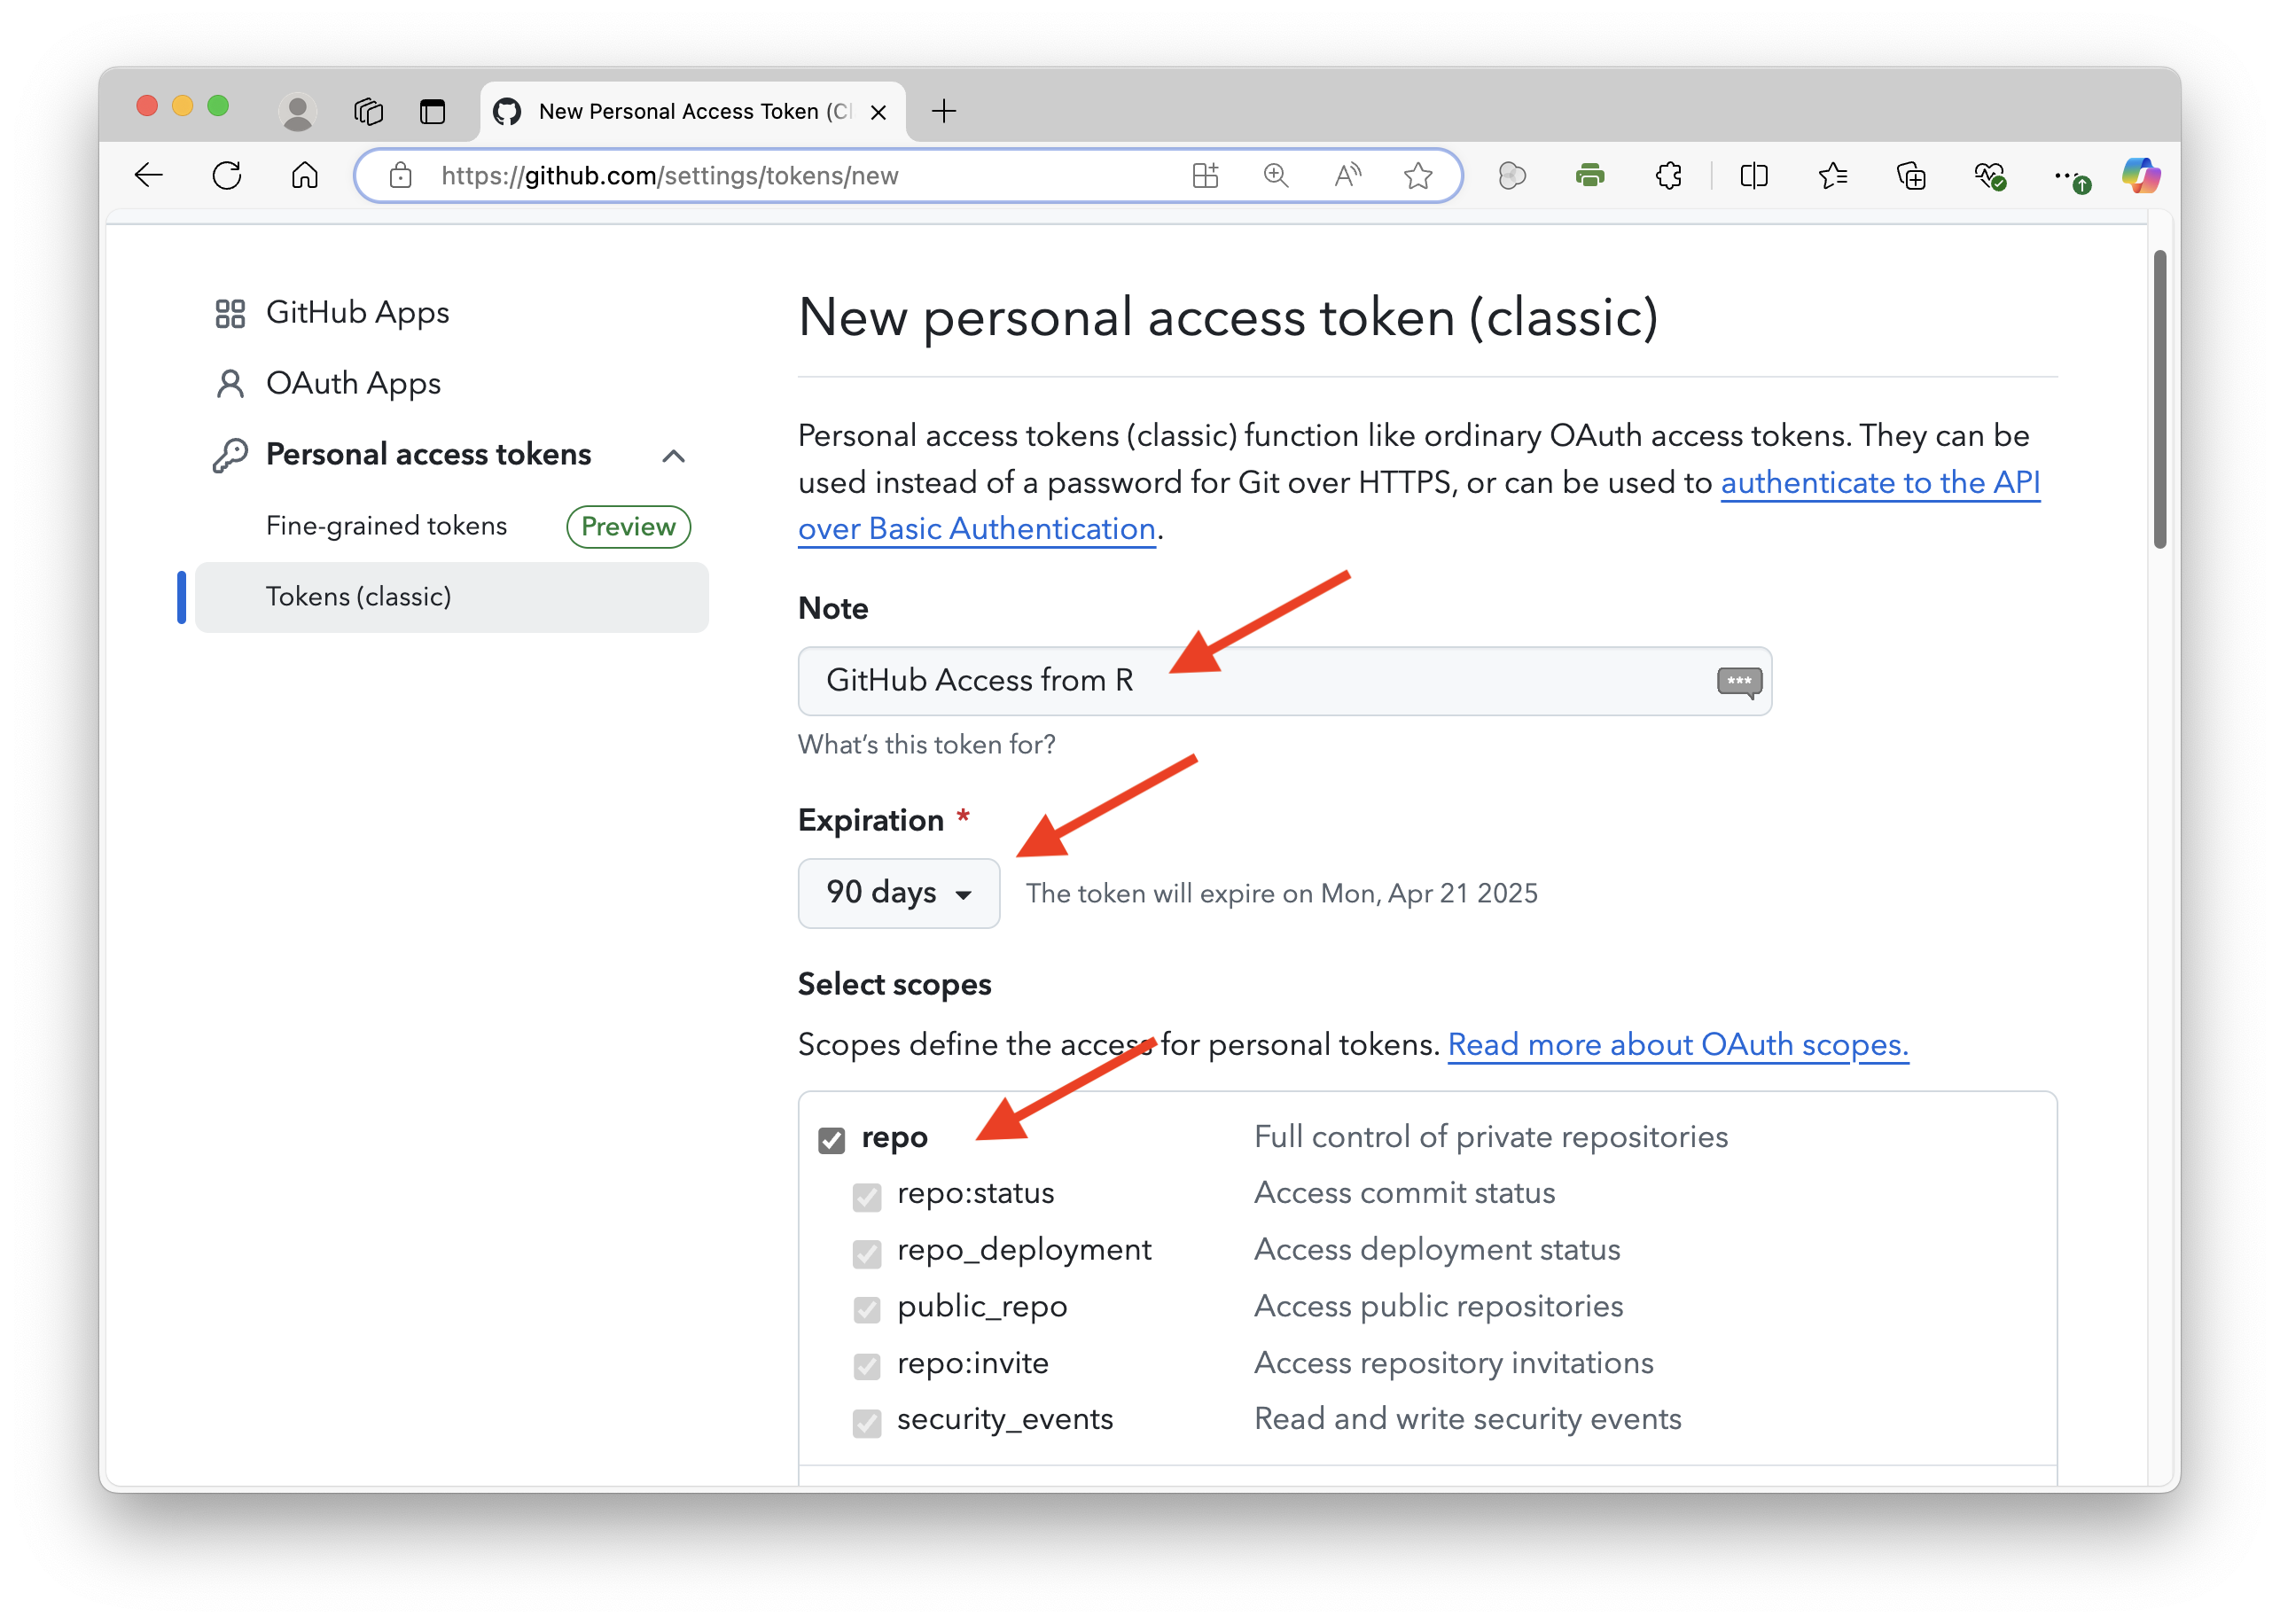 New Personal Access Token (Cl
https://github.com/settings/tokens/new
GitHub Apps
OAuth Apps
Personal access tokens
Fine-grained tokens Preview
Tokens (classic)
New personal access token (classic)
Personal access tokens (classic) function like ordinary OAuth access tokens. They can be
used instead of a password for Git over HTTPS, or can be used to authenticate to the API
over Basic Authentication.
Note
GitHub Access from R
What's this token for?
Expiration *
90 days The token will expire on Mon, Apr 21 2025
Select scopes
Scopes define the access for personal tokens. Read more about OAuth scopes.
repo Full control of private repositories
repo:status Access commit status
repo_deployment Access deployment status
public_repo Access public repositories
repo:invite Access repository invitations
security_events Read and write security events